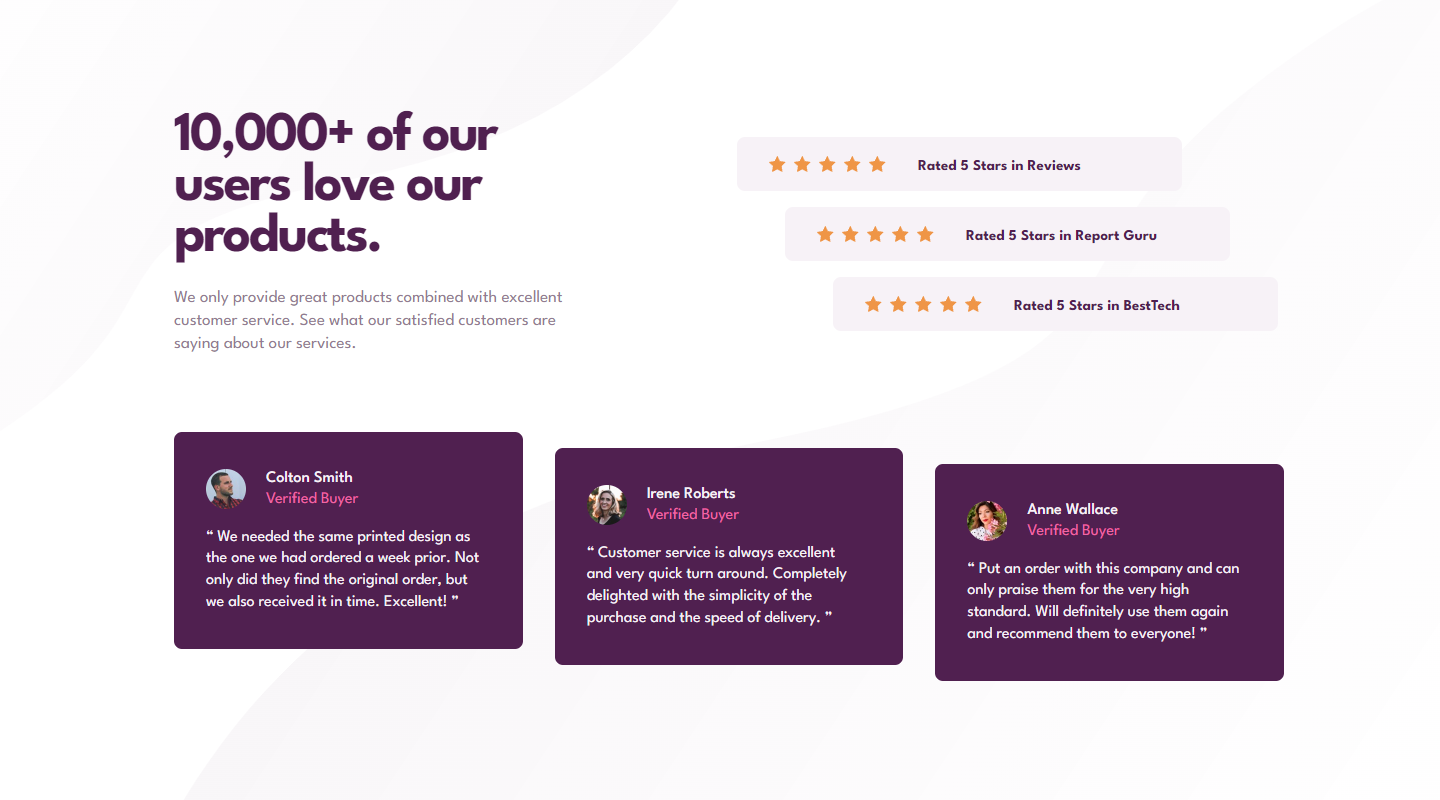 10,000+ of our
users love our
products.
We only provide great products combined with excellent
customer service. See what our satisfied customers are
saying about our services.
Rated 5 Stars in Reviews
Rated 5 Stars in Report Guru
Rated 5 Stars in BestTech
Colton Smith
Verified Buyer
“ We needed the same printed design as
the one we had ordered a week prior. Not
only did they find the original order, but
we also received it in time. Excellent! ”
Irene Roberts
Verified Buyer
“ Customer service is always excellent
and very quick turn around. Completely
delighted with the simplicity of the
purchase and the speed of delivery. ”
Anne Wallace
Verified Buyer
“ Put an order with this company and can
only praise them for the very high
standard. Will definitely use them again
and recommend them to everyone! ”